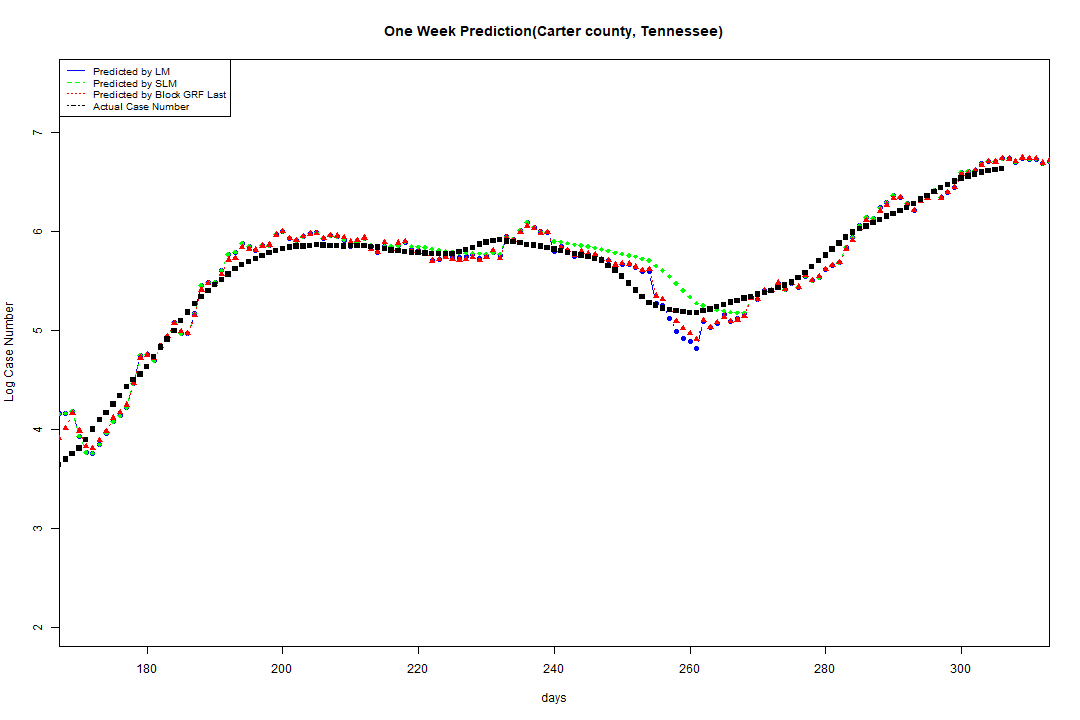 One Week Prediction(Carter county, Tennessee)
Predicted by LM
Predicted by SLM
Predicted by Block GRF Last
Actual Case Number
7
6
5
4
3
2
Log Case Number
180 200 220 240 260 280 300
days